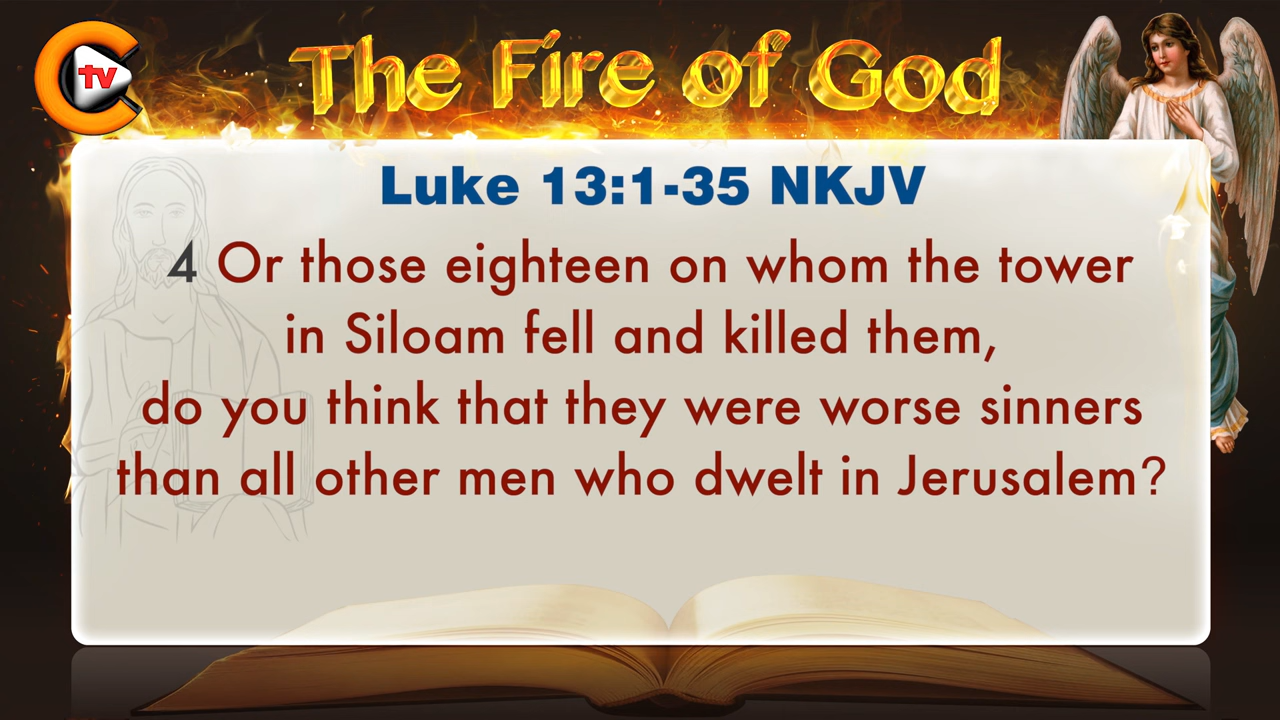 tv
The Fire of God
Luke 13:1-35 NKJV
4 Or those eighteen on whom the tower
in Siloam fell and killed them,
do you think that they were worse sinners
than all other men who dwelt in Jerusalem?